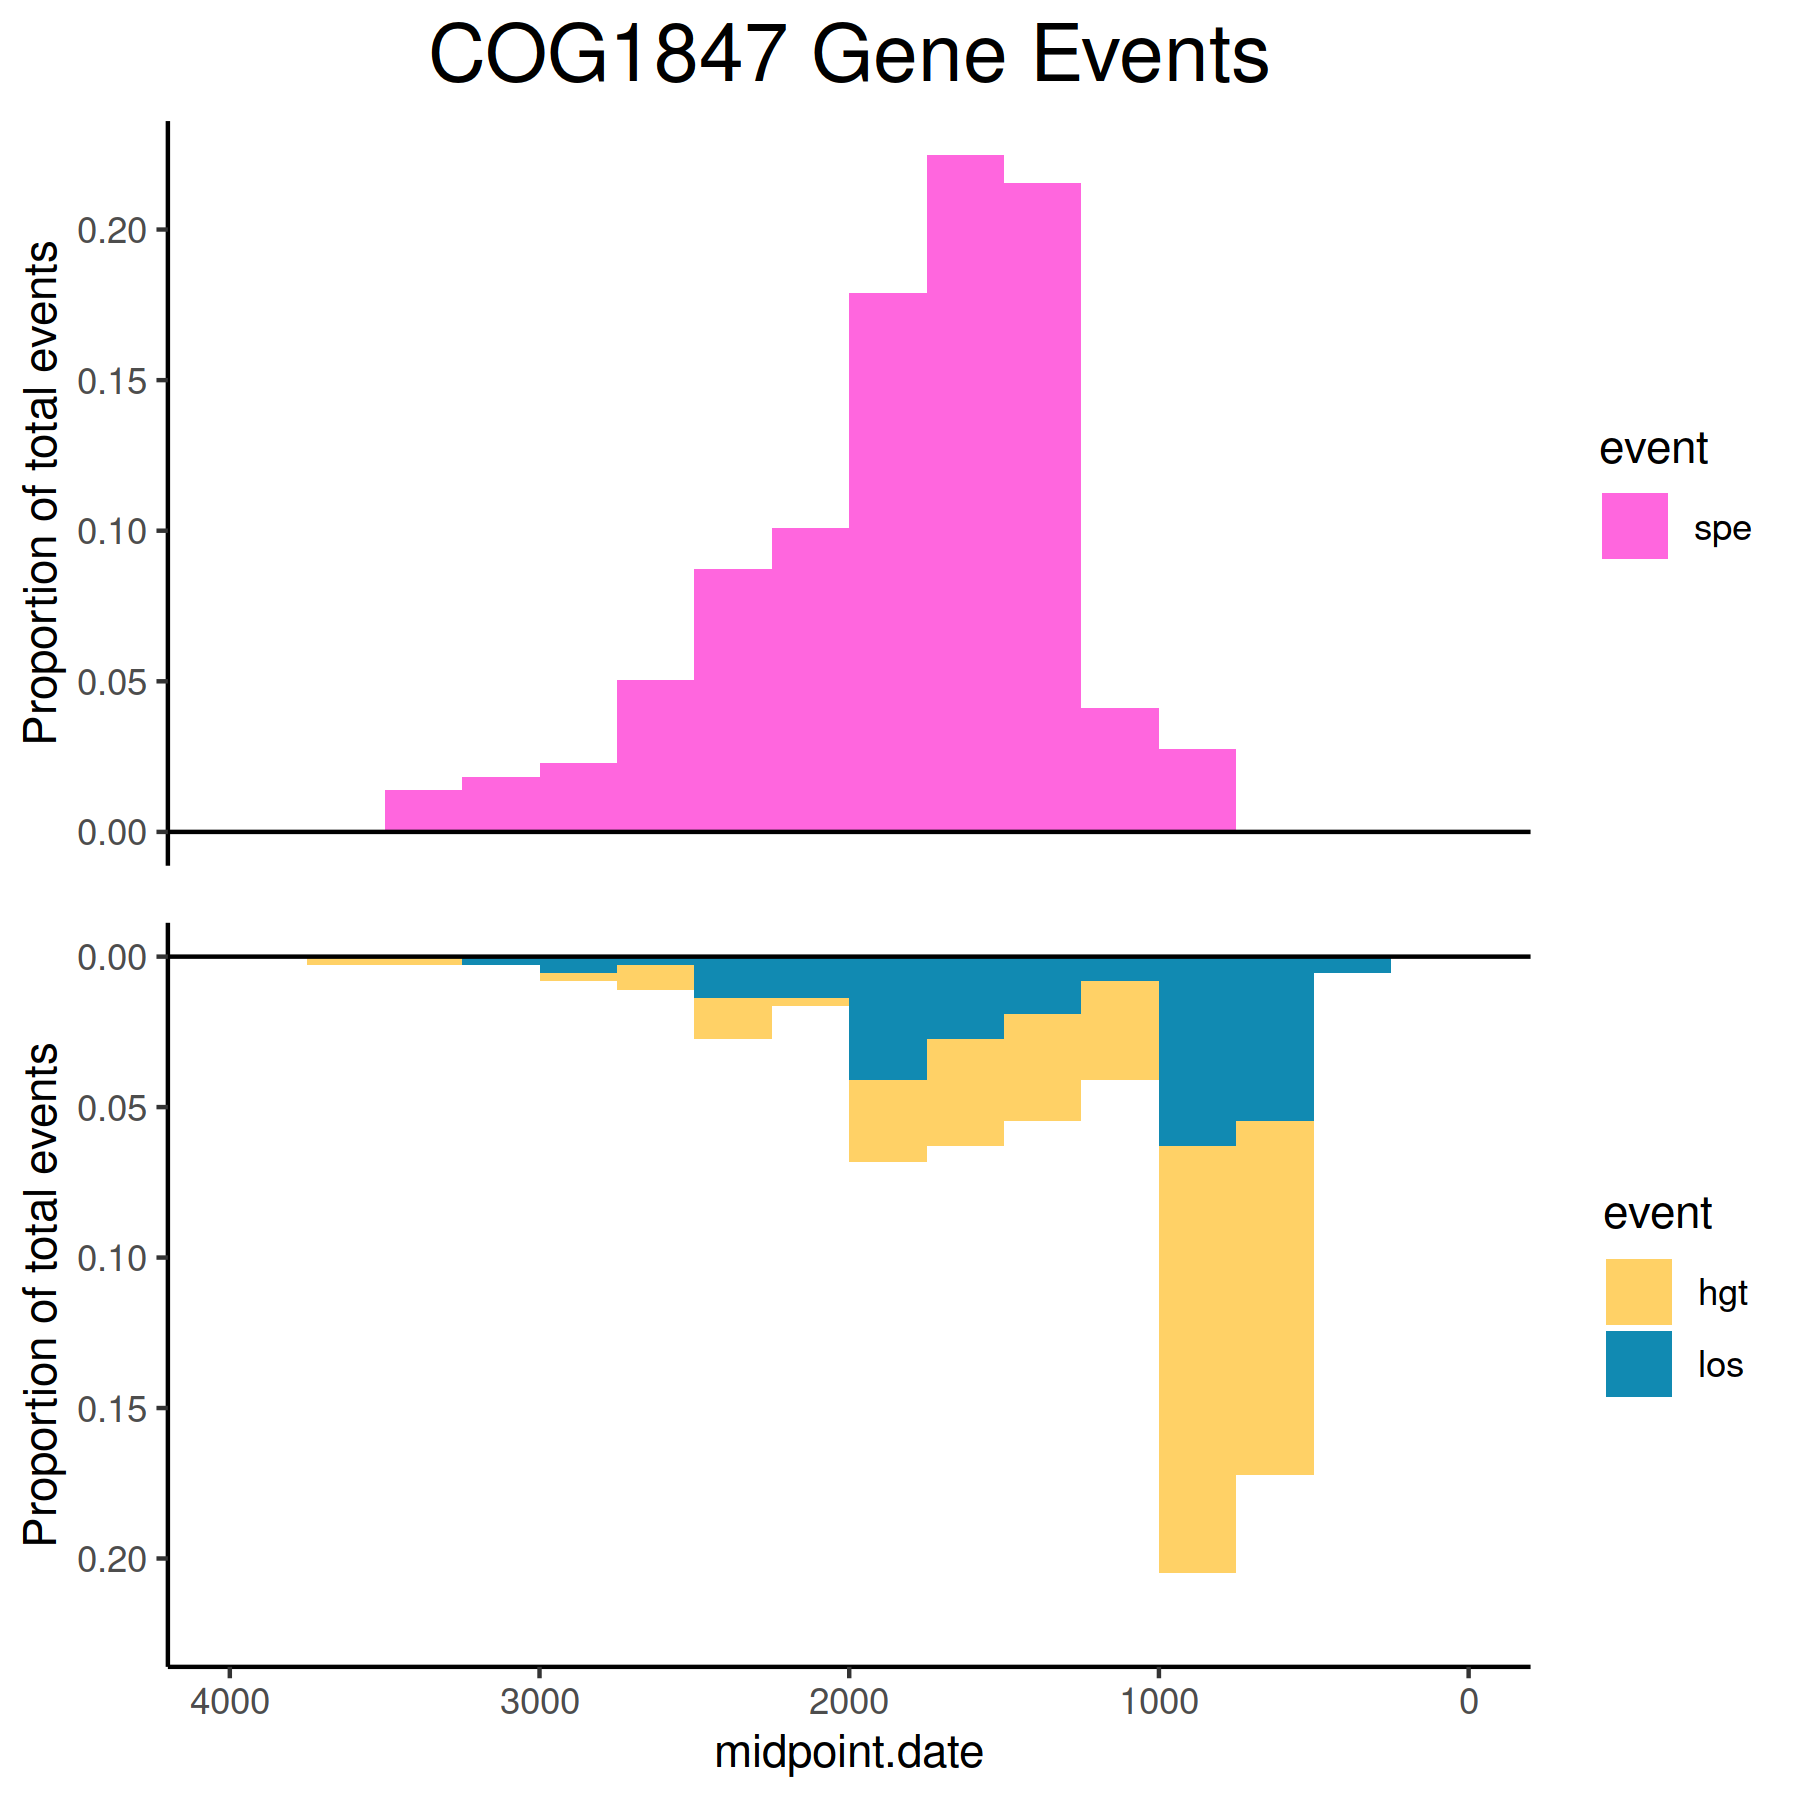 COG1847 Gene Events
Proportion of total events
0.20
0.15
0.10
0.05
0.00
event
spe
Proportion of total events
0.00
0.05
0.10
0.15
0.20
event
hgt
los
4000 3000 2000 1000 0
midpoint.date